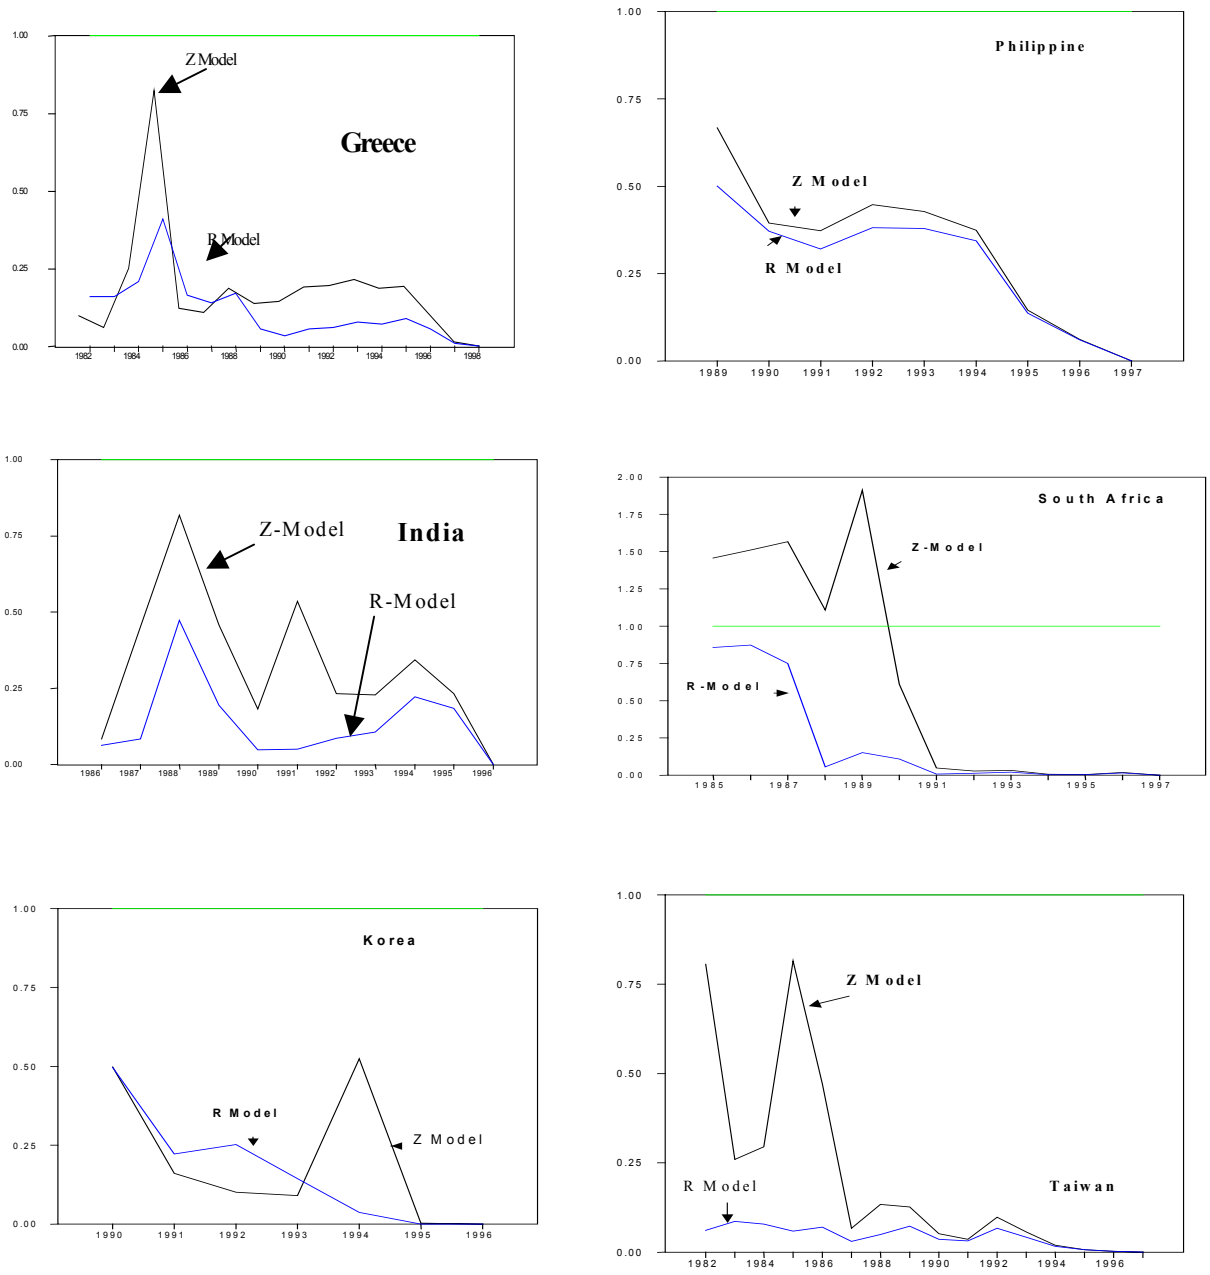 1.00
Z Model
0.75
Greece
0.50
R Model
0.25
0.00
1982 1984 1986 1988 1990 1992 1994 1996 1998
1.00
Philippine
0.75
Z Model
0.50
R Model
0.25
0.00
1989 1990 1991 1992 1993 1994 1995 1996 1997
1.00
Z-Model
India
0.75
R-Model
0.50
0.25
0.00
1986 1987 1988 1989 1990 1991 1992 1993 1994 1995 1996
2.00
South Africa
1.75
Z-Model
1.50
1.25
1.00
0.75
R-Model
0.50
0.25
0.00
1985 1987 1989 1991 1993 1995 1997
1.00
Korea
0.75
0.50
R Model
0.25
Z Model
0.00
1990 1991 1992 1993 1994 1995 1996
1.00
Z Model
0.75
0.50
0.25
R Model
Taiwan
0.00
1982 1984 1986 1988 1990 1992 1994 1996